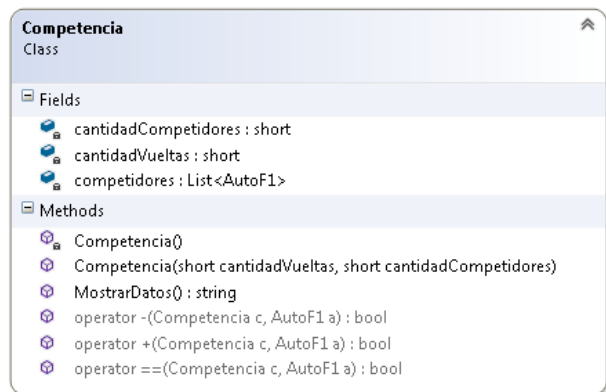 Competencia
Class
Fields
cantidadCompetidores : short
cantidadVueltas : short
competidores : List<AutoF1>
Methods
Competencia()
Competencia(short cantidadVueltas, short cantidadCompetidores)
MostrarDatos() : string
operator -(Competencia c, AutoF1 a) : bool
operator +(Competencia c, AutoF1 a) : bool
operator ==(Competencia c, AutoF1 a) : bool